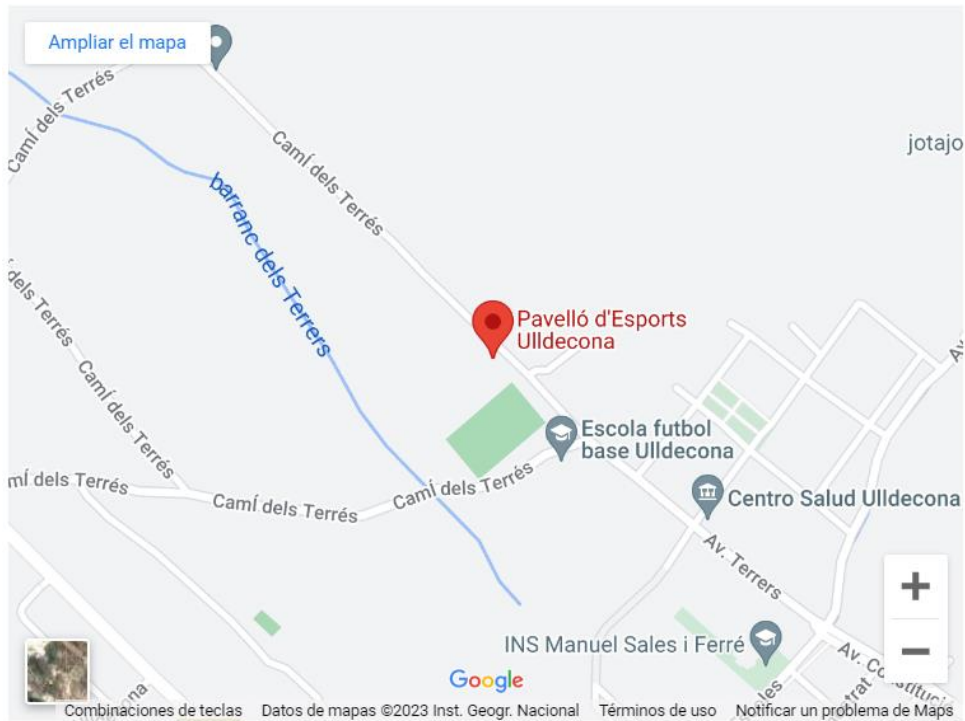 Ampliar el mapa
Camí dels Terrés
Camí dels Terrés
jotajo
barranc dels Terrers
dels Terrés
Pavelló d'Esports
Ulldecona
Av
Camí dels Terrés
Escola futbol
base Ulldecona
mí dels Terrés
Camí dels Terrés
Camí dels Terrés
Centro Salud Ulldecona
Av. Terrers
INS Manuel Sales i Ferré
Av. Constituci
Google
Combinaciones de teclas
Datos de mapas ©2023 Inst. Geogr. Nacional
Términos de uso
Notificar un problema de Maps